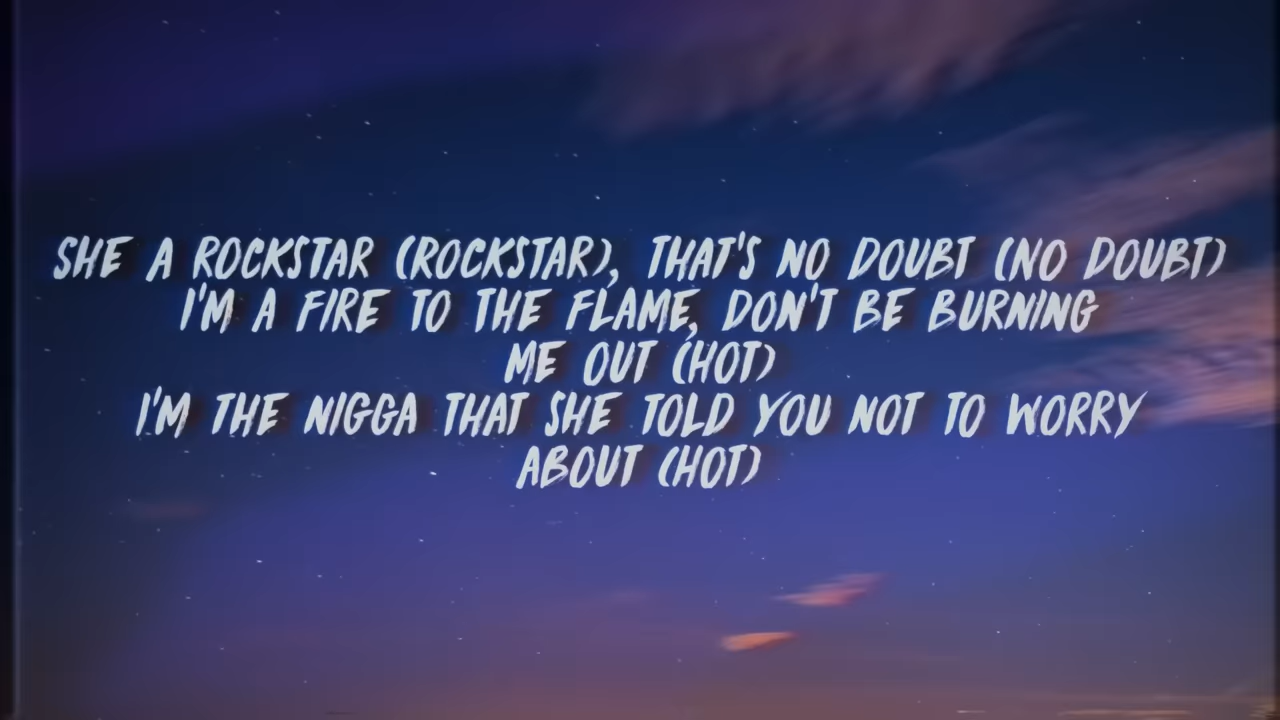 SHE A ROCKSTAR (ROCKSTAR), THAT'S NO DOUBT (NO DOUBT)
I'M A FIRE TO THE FLAME, DON'T BE BURNING
ME OUT (HOT)
I'M THE NIGGA THAT SHE TOLD YOU NOT TO WORRY
ABOUT (HOT)